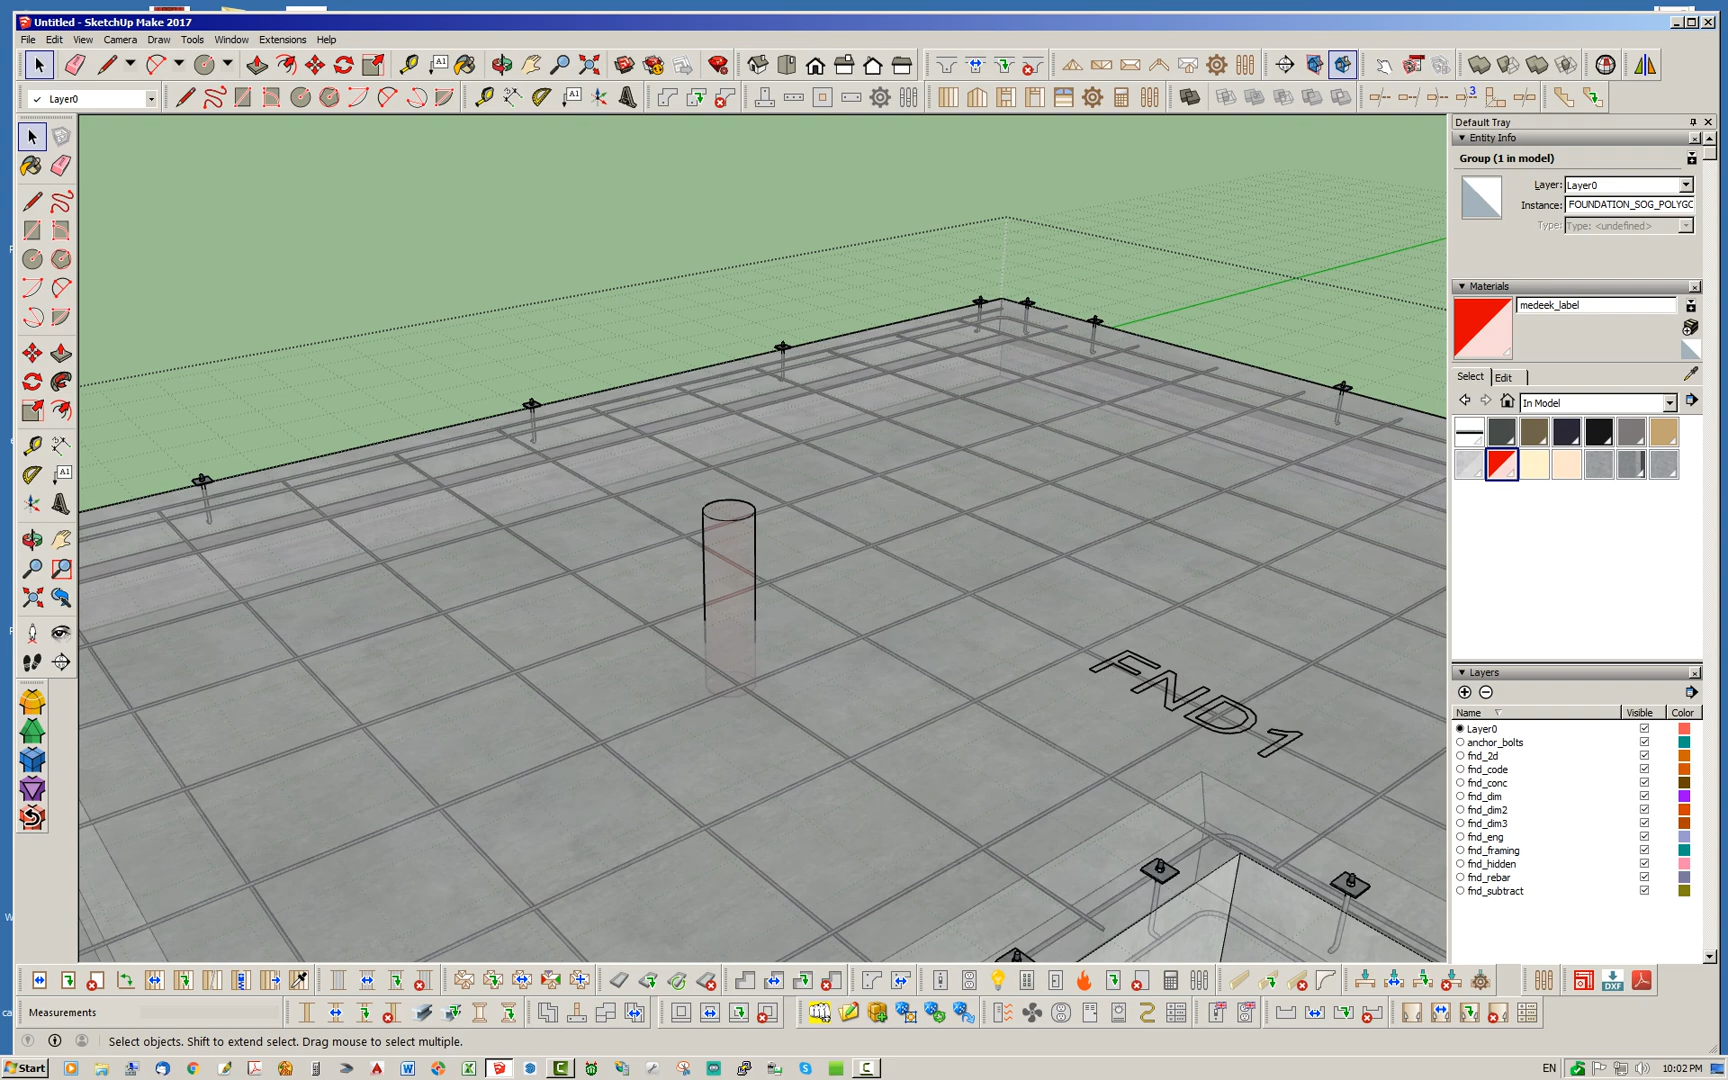 Untitled - SketchUp Make 2017
File Edit View Camera Draw Tools Window Extensions Help
Layer0
Default Tray
Entity Info
Group (1 in model)
Layer: Layer0
Instance: FOUNDATION_SOG_POLYGC
Type: Type: <undefined>
Materials
medeek_label
Select Edit
In Model
Layers
Name Visible Color
Layer0
anchor_bolts
fnd_2d
fnd_code
fnd_conc
fnd_dim
fnd_dim2
fnd_dim3
fnd_eng
fnd_framing
fnd_hidden
fnd_rebar
fnd_subtract
FND 1
Measurements
Select objects. Shift to extend select. Drag mouse to select multiple.
Start
EN
10:02 PM